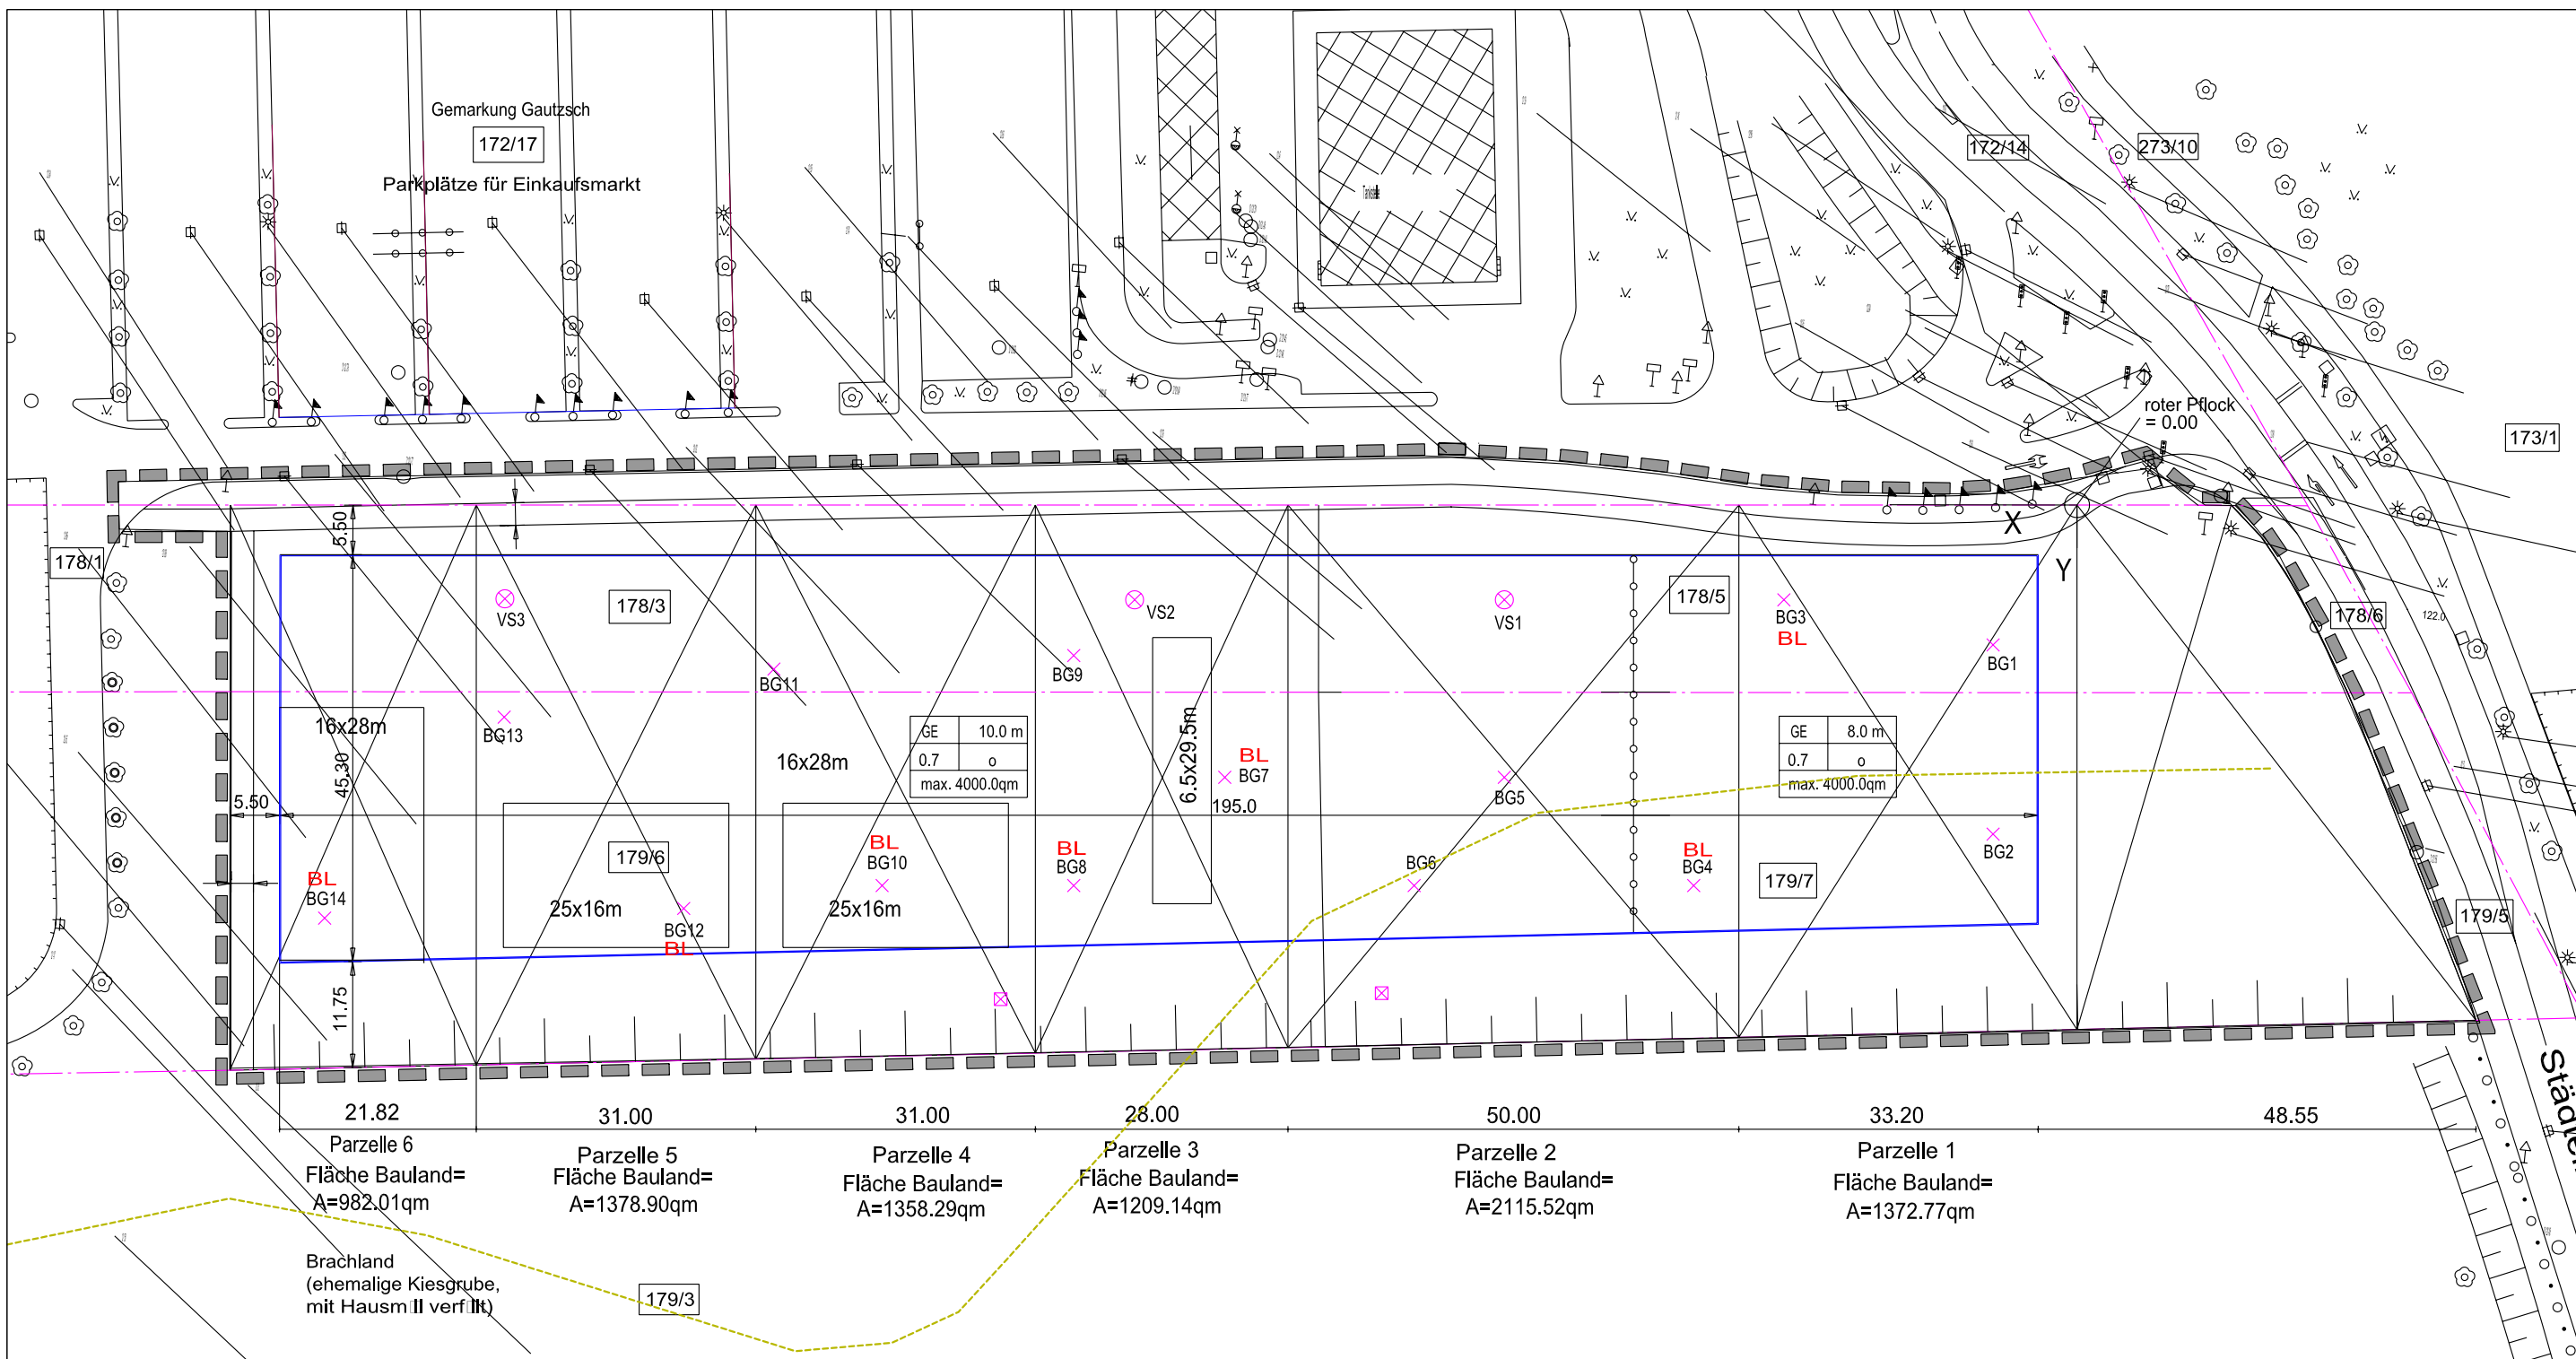 Gemarkung Gautzsch
172/17
Parkplätze für Einkaufsmarkt
172/14
273/10
173/1
roter Pflock
= 0.00
X
Y
178/1
5.50
VS3
178/3
VS2
VS1
178/5
BG3
BL
BG1
178/6
122.0
BG11
BG9
BG13
16x28m
45.30
16x28m
GE 10.0 m
0.7 o
max. 4000.0qm
6.5x29.5m
BL
BG7
195.0
BG5
GE 8.0 m
0.7 o
max. 4000.0qm
5.50
BL
BG14
179/6
25x16m
BG12
BL
BL
BG10
25x16m
BL
BG8
BG6
BL
BG4
179/7
BG2
179/5
11.75
21.82
31.00
31.00
28.00
50.00
33.20
48.55
Parzelle 6
Fläche Bauland=
A=982.01qm
Parzelle 5
Fläche Bauland=
A=1378.90qm
Parzelle 4
Fläche Bauland=
A=1358.29qm
Parzelle 3
Fläche Bauland=
A=1209.14qm
Parzelle 2
Fläche Bauland=
A=2115.52qm
Parzelle 1
Fläche Bauland=
A=1372.77qm
Brachland
(ehemalige Kiesgrube,
mit
179/3